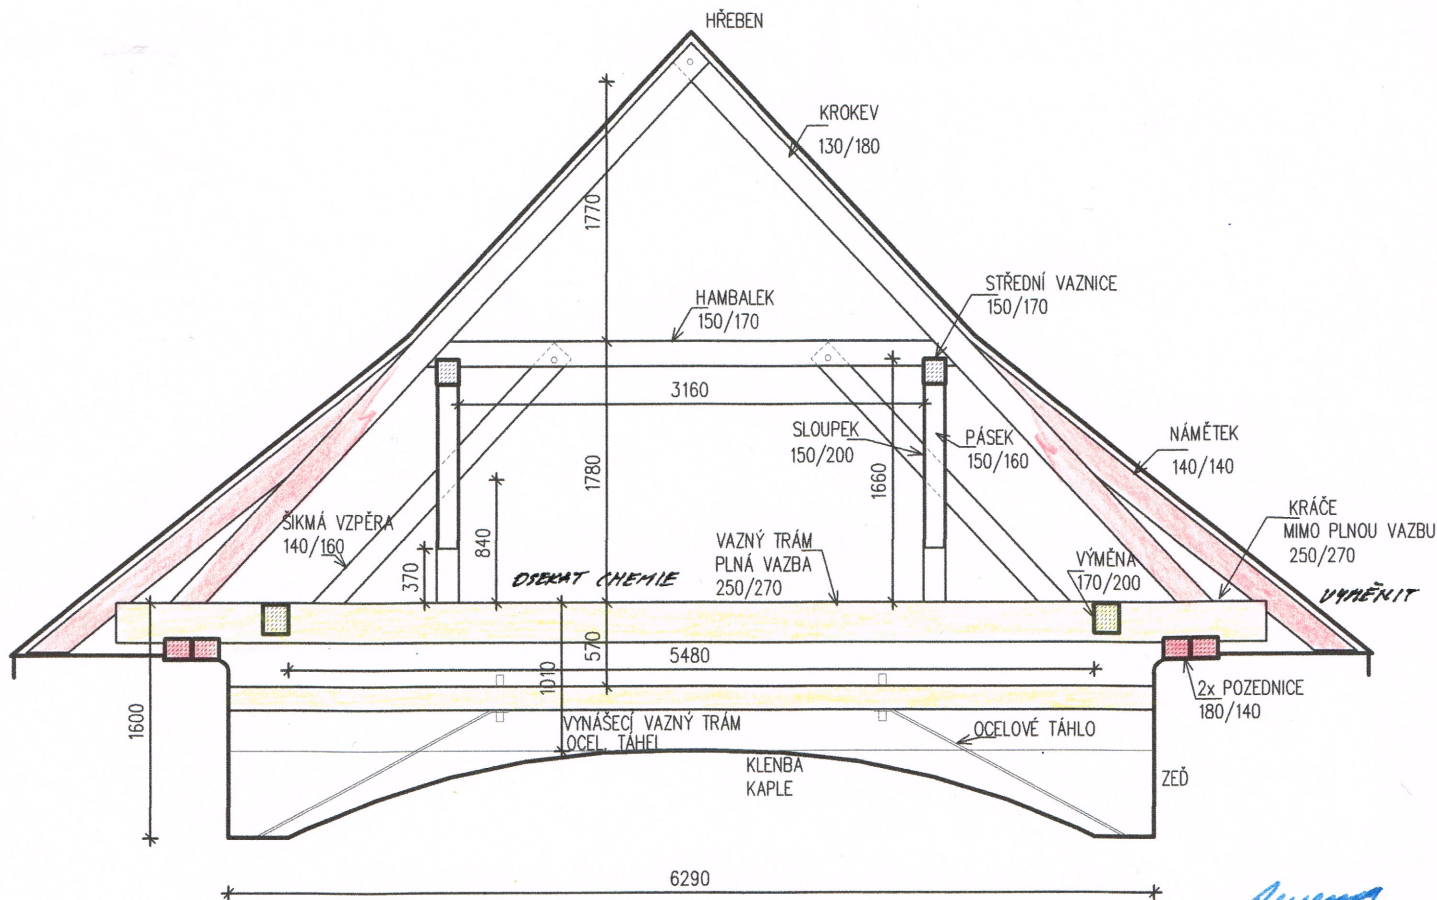 HŘEBEN
KROKEV
130/180
1770
STŘEDNÍ VAZNICE
150/170
HAMBALEK
150/170
3160
SLOUPEK
150/200
PÁSEK
150/160
NÁMĚTEK
140/140
1780
1660
840
370
ŠIKMÁ VZPĚRA
140/160
KRÁČE
MIMO PLNOU VAZBU
250/270
VAZNÝ TRÁM
PLNÁ VAZBA
250/270
VÝMĚNA
170/200
OSEKAT CHEMIE
VYMĚNIT
570
1010
5480
1600
2x POZEDNICE
180/140
VYNÁŠECÍ VAZNÝ TRÁM
OCEL. TÁHEL
OCELOVÉ TÁHLO
KLENBA
KAPLE
ZEĎ
6290